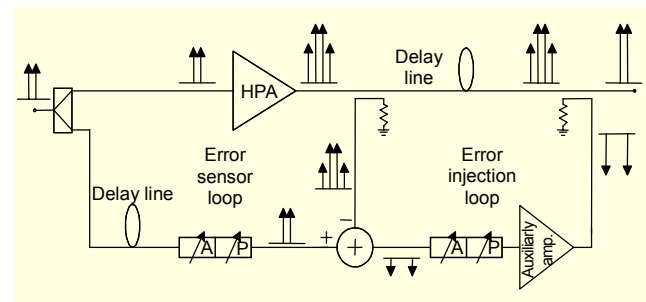 HPA
Delay
line
Error
sensor
loop
Error
injection
loop
Delay line
A P
−
+
+
A P
Auxiliarly
amp.